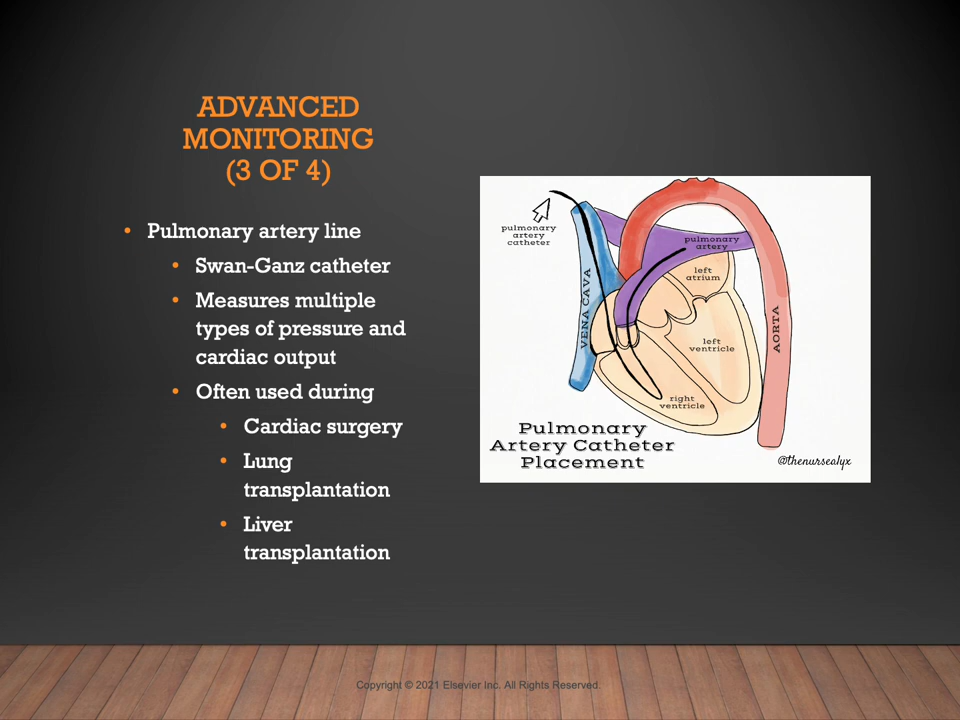 ADVANCED
MONITORING
(3 OF 4)
• Pulmonary artery line
• Swan-Ganz catheter
• Measures multiple
types of pressure and
cardiac output
• Often used during
• Cardiac surgery
• Lung
transplantation
• Liver
transplantation
pulmonary
artery
catheter
VENA CAVA
pulmonary
artery
left
atrium
left
ventricle
right
ventricle
AORTA
Pulmonary
Artery Catheter
Placement
@thenursealyx
Copyright © 2021 Elsevier Inc. All Rights Reserved.